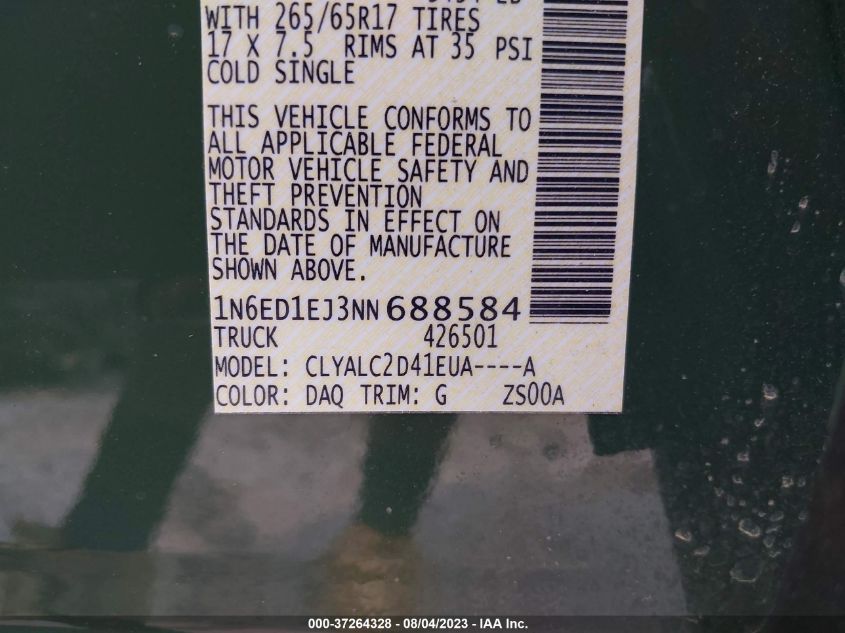 WITH 265/65R17 TIRES
17 X 7.5 RIMS AT 35 PSI
COLD SINGLE
THIS VEHICLE CONFORMS TO
ALL APPLICABLE FEDERAL
MOTOR VEHICLE SAFETY AND
THEFT PREVENTION
STANDARDS IN EFFECT ON
THE DATE OF MANUFACTURE
SHOWN ABOVE.
1N6ED1EJ3NN688584
TRUCK 426501
MODEL: CLYALC2D41EUA----A
COLOR: DAQ TRIM: G ZS00A
000-37264328 - 08/04/2023 - IAA Inc.